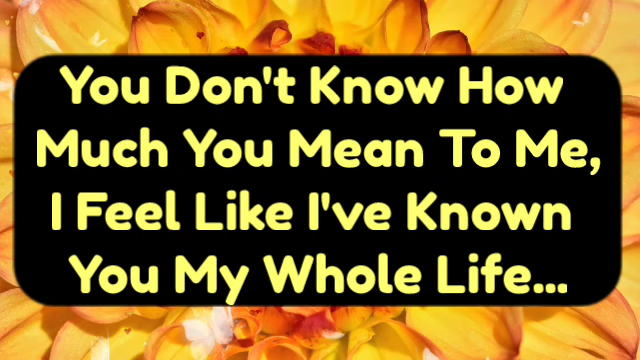 You Don't Know How
Much You Mean To Me,
I Feel Like I've Known
You My Whole Life...